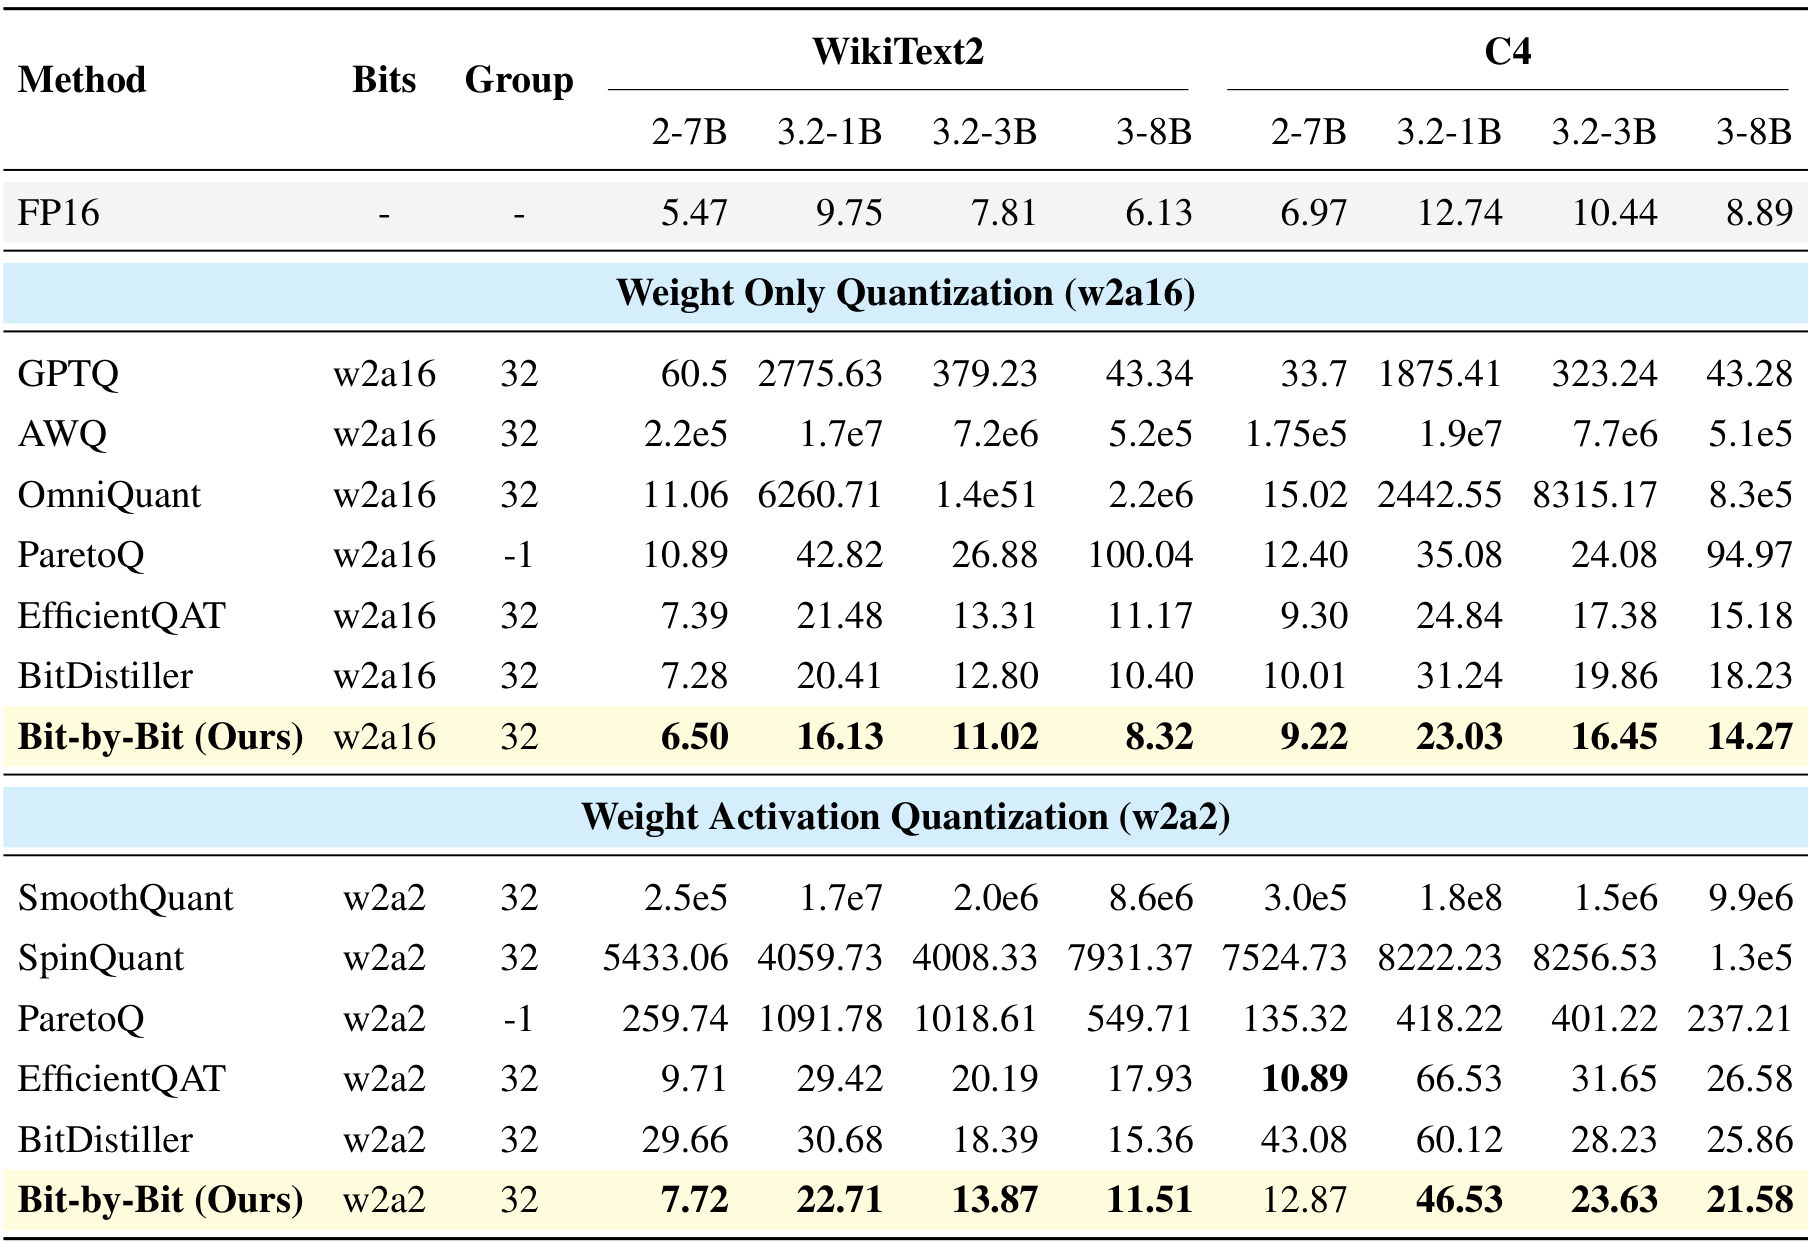 Method Bits Group WikiText2 C4
2-7B 3.2-1B 3.2-3B 3-8B 2-7B 3.2-1B 3.2-3B 3-8B
FP16 - - 5.47 9.75 7.81 6.13 6.97 12.74 10.44 8.89
Weight Only Quantization (w2a16)
GPTQ w2a16 32 60.5 2775.63 379.23 43.34 33.7 1875.41 323.24 43.28
AWQ w2a16 32 2.2e5 1.7e7 7.2e6 5.2e5 1.75e5 1.9e7 7.7e6 5.1e5
OmniQuant w2a16 32 11.06 6260.71 1.4e51 2.2e6 15.02 2442.55 8315.17 8.3e5
ParetoQ w2a16 -1 10.89 42.82 26.88 100.04 12.40 35.08 24.08 94.97
EfficientQAT w2a16 32 7.39 21.48 13.31 11.17 9.30 24.84 17.38 15.18
BitDistiller w2a16 32 7.28 20.41 12.80 10.40 10.01 31.24 19.86 18.23
Bit-by-Bit (Ours) w2a16 32 6.50 16.13 11.02 8.32 9.22 23.03 16.45 14.27
Weight Activation Quantization (w2a2)
SmoothQuant w2a2 32 2.5e5 1.7e7 2.0e6 8.6e6 3.0e5 1.8e8 1.5e6 9.9e6
SpinQuant w2a2 32 5433.06 4059.73 4008.33 7931.37 7524.73 8222.23 8256.53 1.3e5
ParetoQ w2a2 -1 259.74 1091.78 1018.61 549.71 135.32 418.22 401.22 237.21
EfficientQAT w2a2 32 9.71 29.42 20.19 17.93 10.89 66.53 31.65 26.58
BitDistiller w2a2 32 29.66 30.68 18.39 15.36 43.08 60.12 28.23 25.86
Bit-by-Bit (Ours) w2a2 32 7.72 22.71 13.87 11.51 12.87 46.53 23.63 21.58